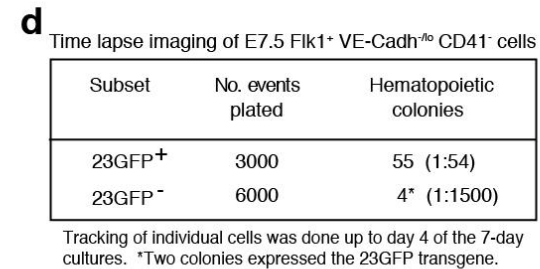 d
Time lapse imaging of E7.5 Flk1⁺ VE-Cadh⁻/ˡᵒ CD41⁻ cells
Subset No. events plated Hematopoietic colonies
23GFP⁺ 3000 55 (1:54)
23GFP⁻ 6000 4* (1:1500)
Tracking of individual cells was done up to day 4 of the 7-day
cultures. *Two colonies expressed the 23GFP transgene.